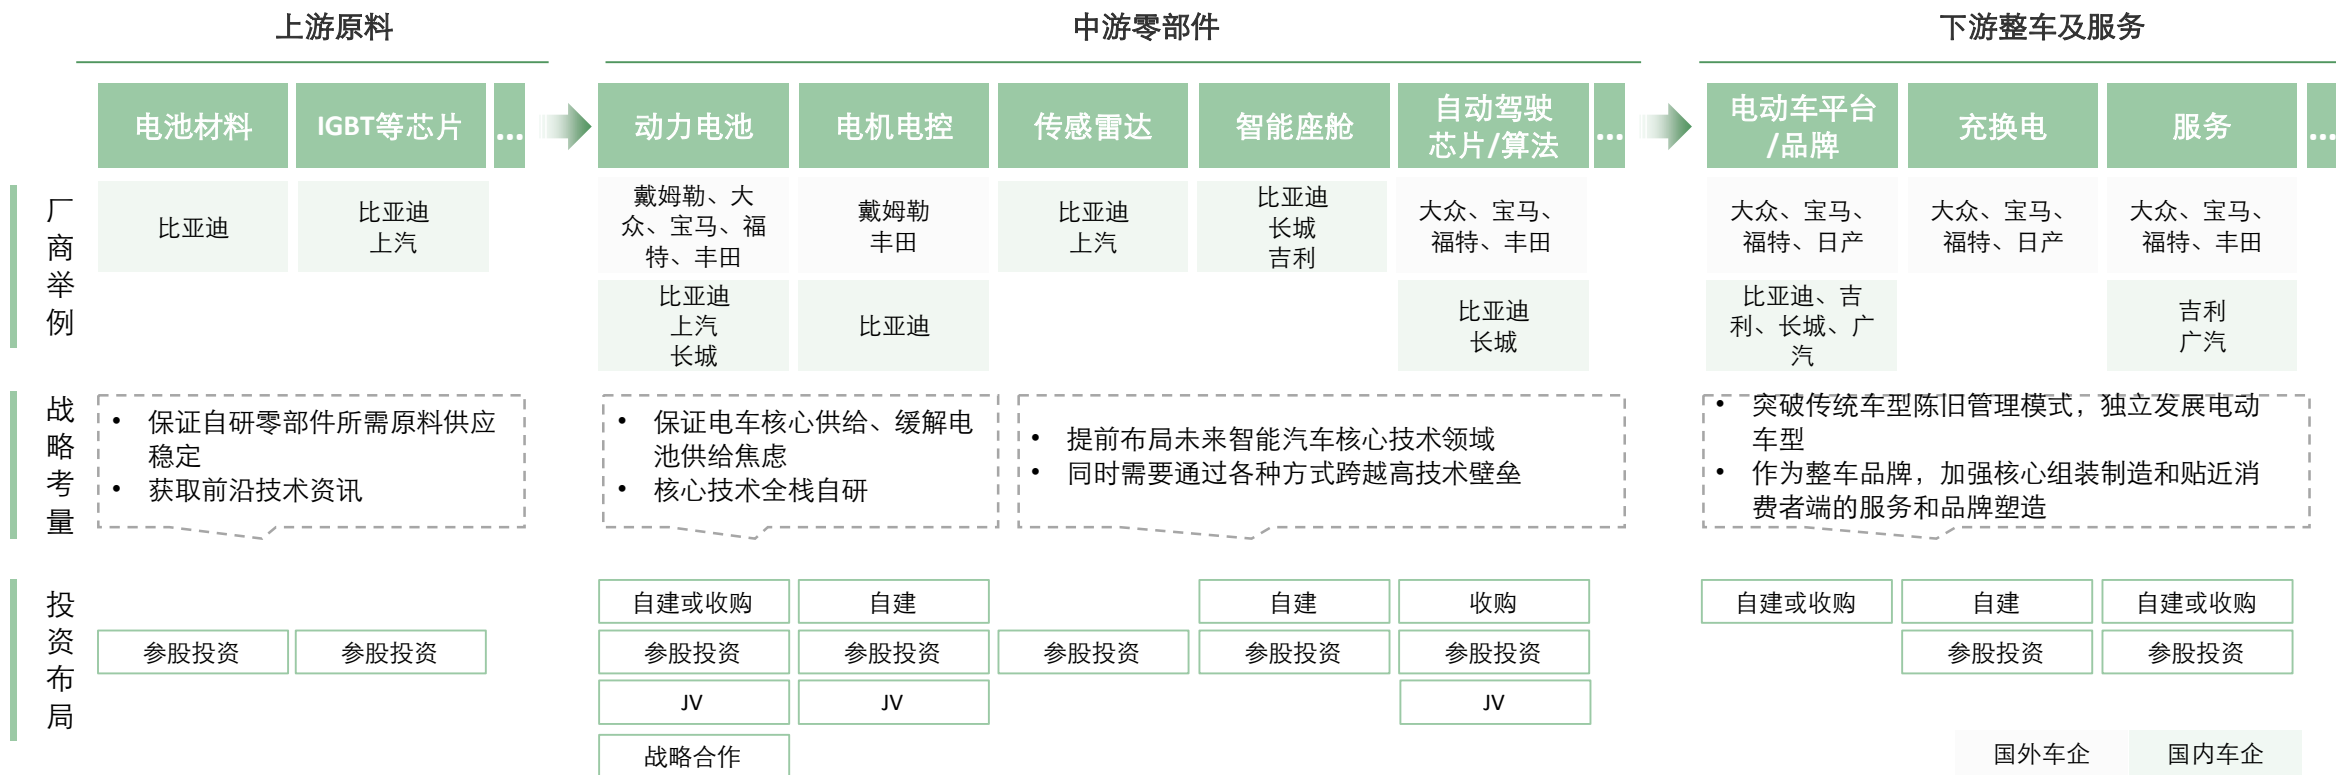 上游原料
中游零部件
下游整车及服务
电池材料
IGBT等芯片
...
动力电池
电机电控
传感雷达
智能座舱
自动驾驶
芯片/算法
...
电动车平台
/品牌
充换电
服务
...
厂商举例
比亚迪
比亚迪
上汽
戴姆勒、大
众、宝马、福
特、丰田
戴姆勒
丰田
比亚迪
上汽
比亚迪
长城
吉利
大众、宝马、
福特、丰田
大众、宝马、
福特、日产
大众、宝马、
福特、日产
大众、宝马、
福特、丰田
比亚迪
上汽
长城
比亚迪
比亚迪
长城
比亚迪、吉
利、长城、广
汽
吉利
广汽
战略考量
• 保证自研零部件所需原料供应
稳定
• 获取前沿技术资讯
• 保证电车核心供给、缓解电
池供给焦虑
• 核心技术全栈自研
• 提前布局未来智能汽车核心技术领域
• 同时需要通过各种方式跨越高技术壁垒
• 突破传统车型陈旧管理模式，独立发展电动
车型
• 作为整车品牌，加强核心组装制造和贴近消
费者端的服务和品牌塑造
投资布局
自建或收购
自建
自建
收购
自建或收购
自建
自建或收购
参股投资
参股投资
参股投资
参股投资
参股投资
参股投资
参股投资
参股投资
参股投资
JV
JV
JV
战略合作
国外车企
国内车企